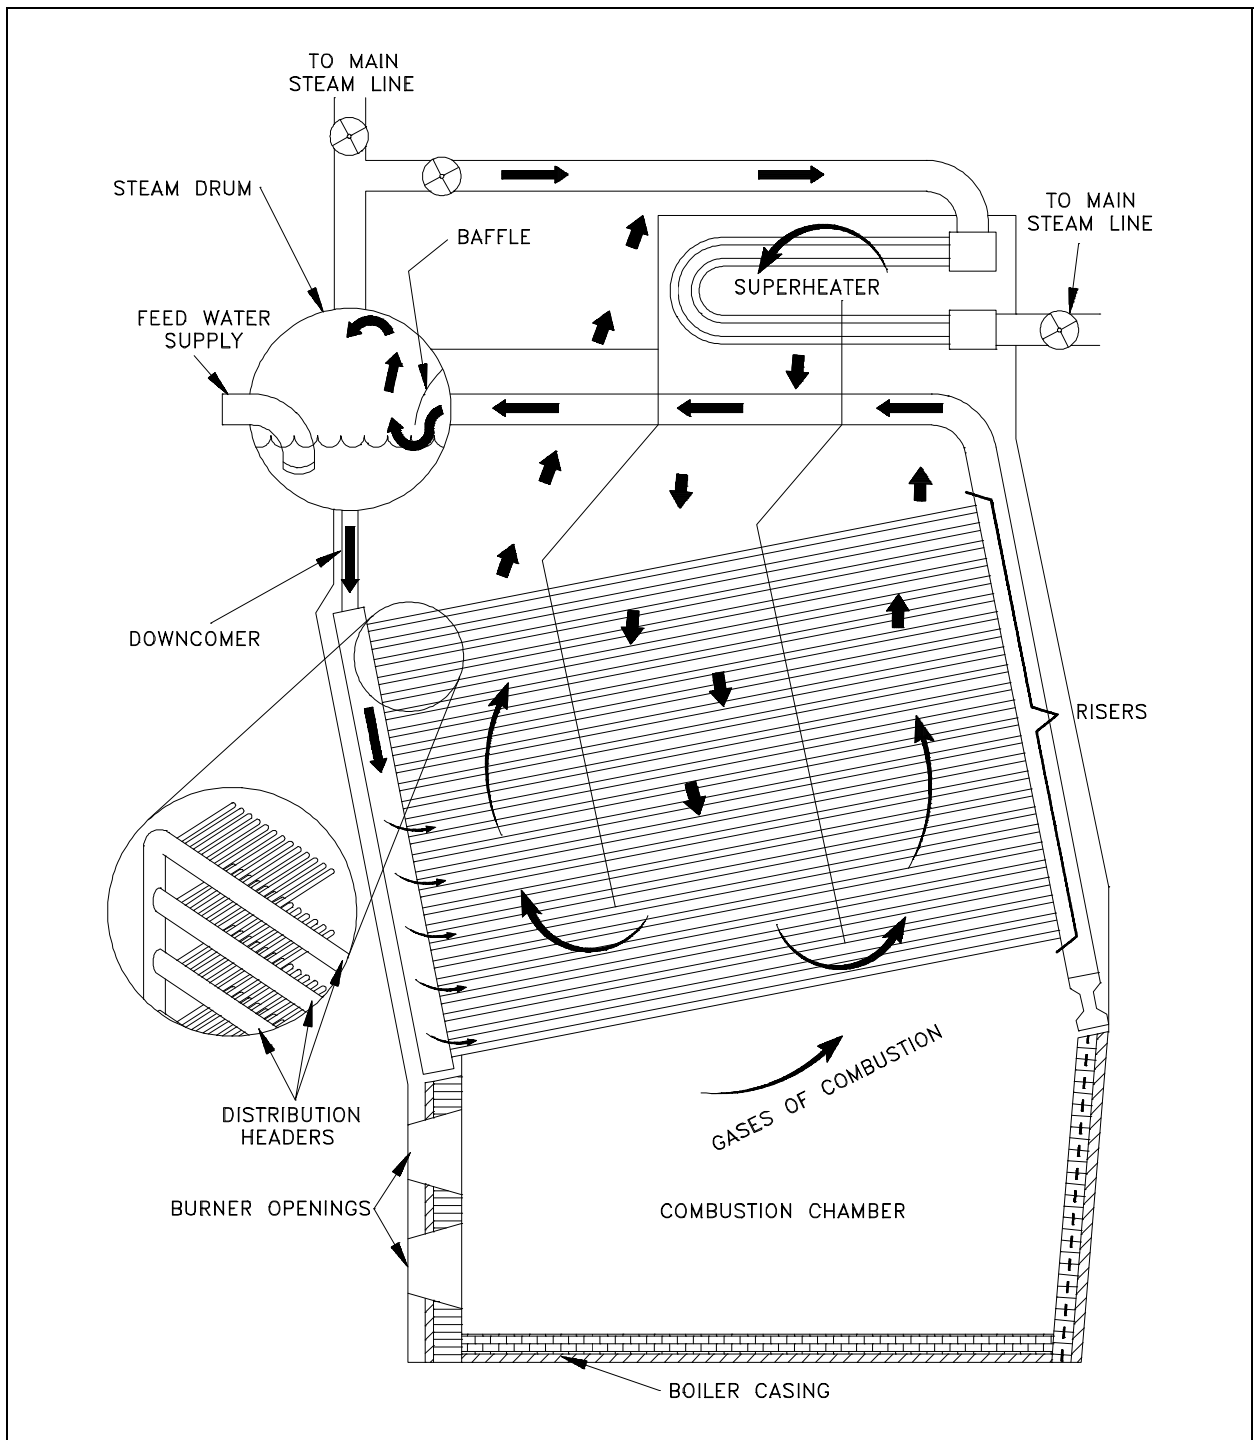 TO MAIN
STEAM LINE
STEAM DRUM
BAFFLE
TO MAIN
STEAM LINE
SUPERHEATER
FEED WATER
SUPPLY
DOWNCOMER
RISERS
GASES OF COMBUSTION
DISTRIBUTION
HEADERS
BURNER OPENINGS
COMBUSTION CHAMBER
BOILER CASING